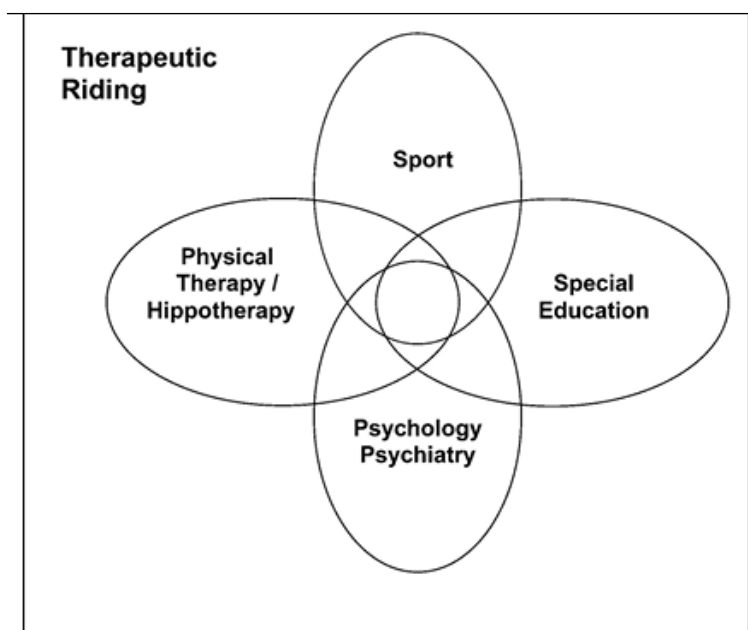 Therapeutic
Riding
Sport
Physical
Therapy /
Hippotherapy
Special
Education
Psychology
Psychiatry